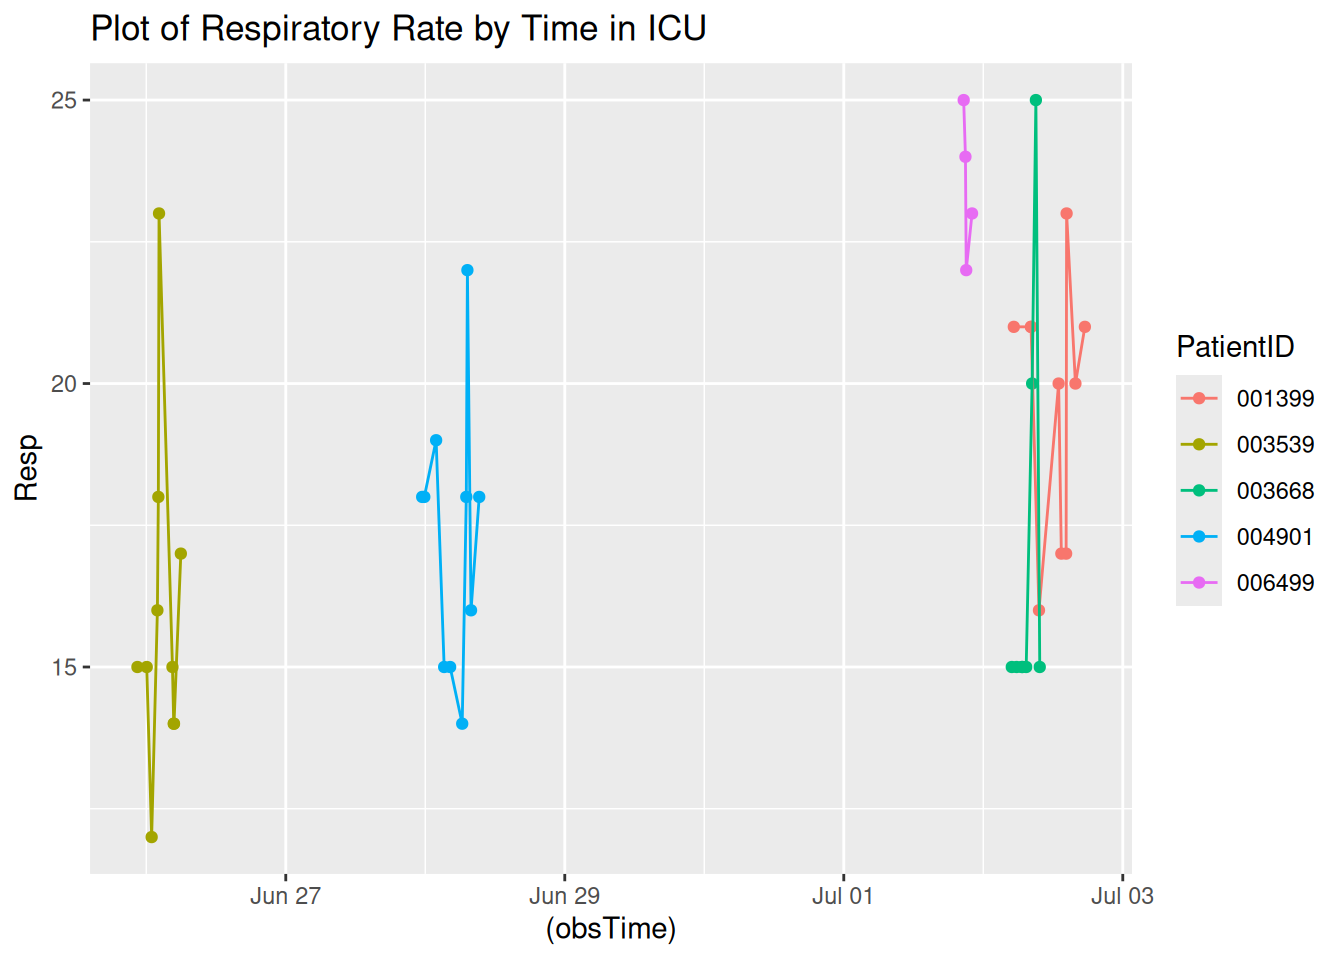 Plot of Respiratory Rate by Time in ICU
25
20
15
Resp
Jun 27
Jun 29
Jul 01
Jul 03
(obsTime)
PatientID
001399
003539
003668
004901
006499